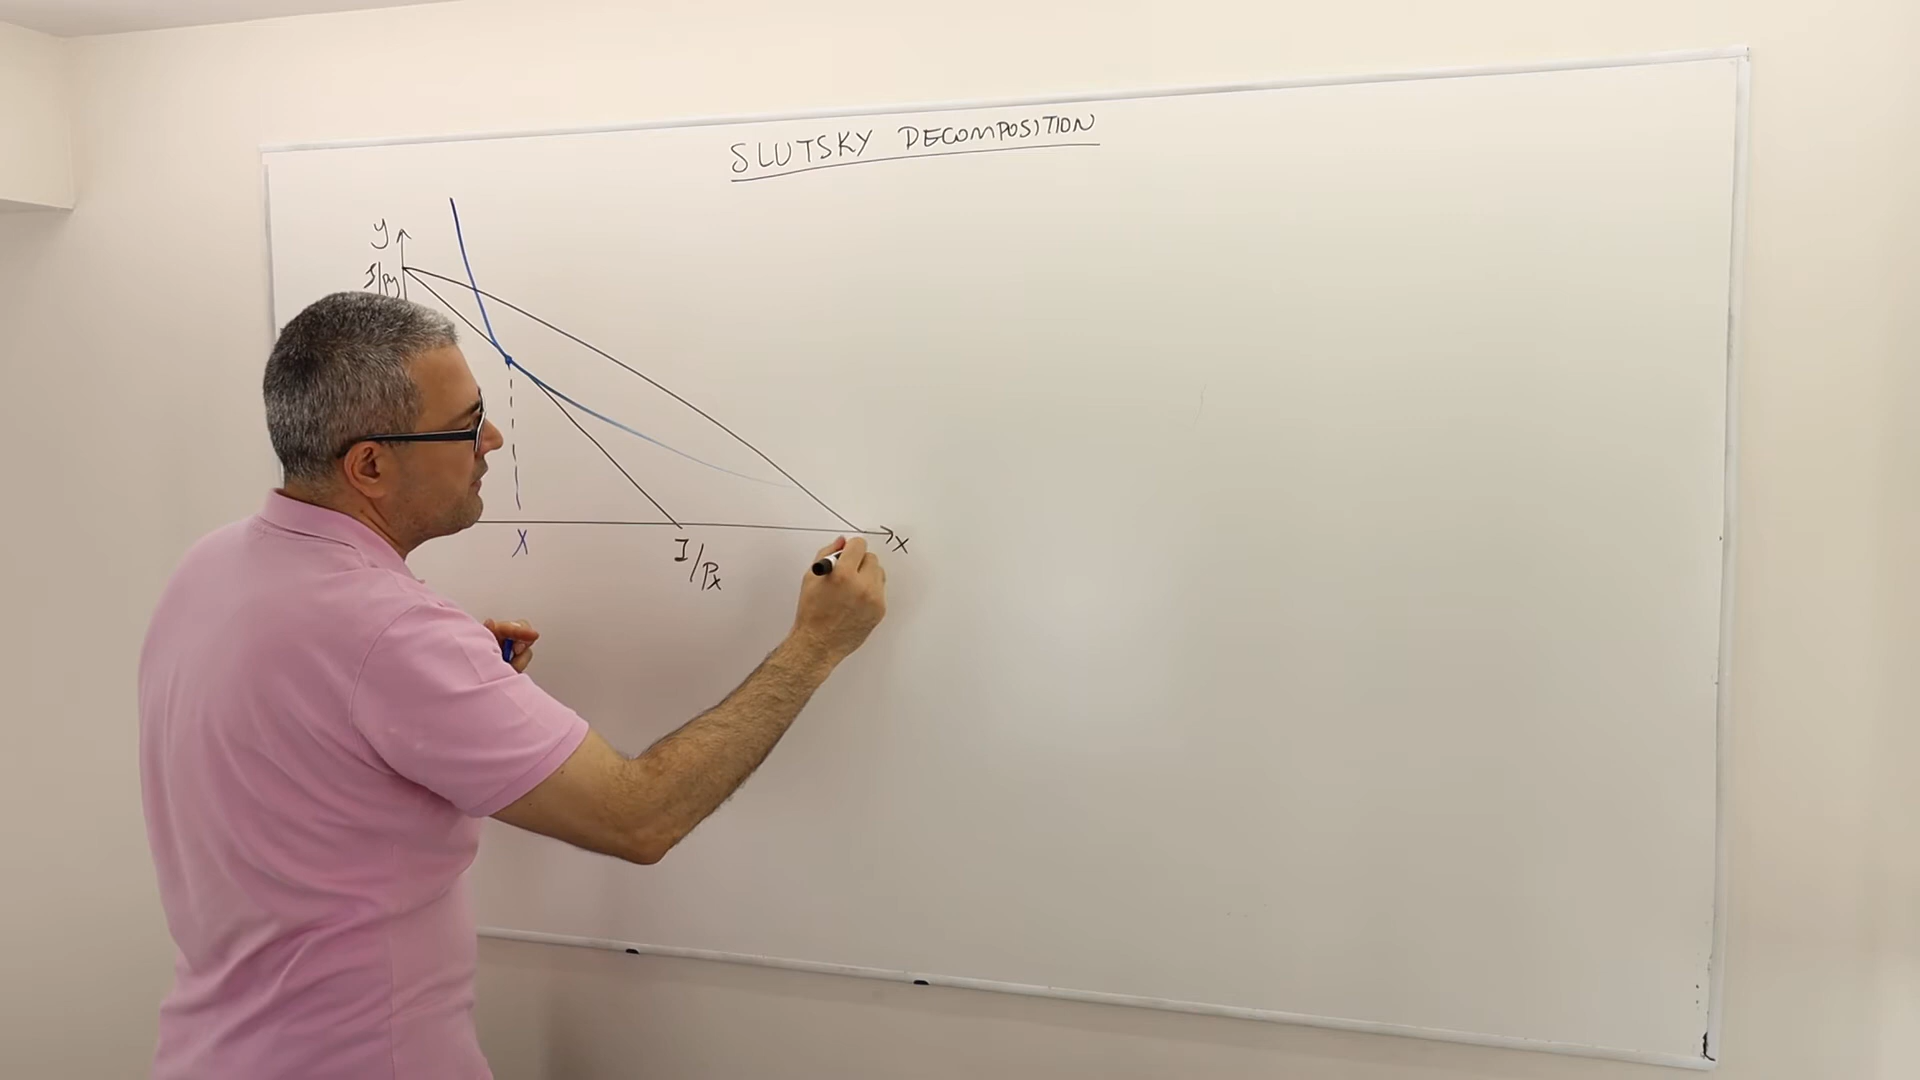 SLUTSKY DECOMPOSITION
y
I/Py
X
I/Px
X